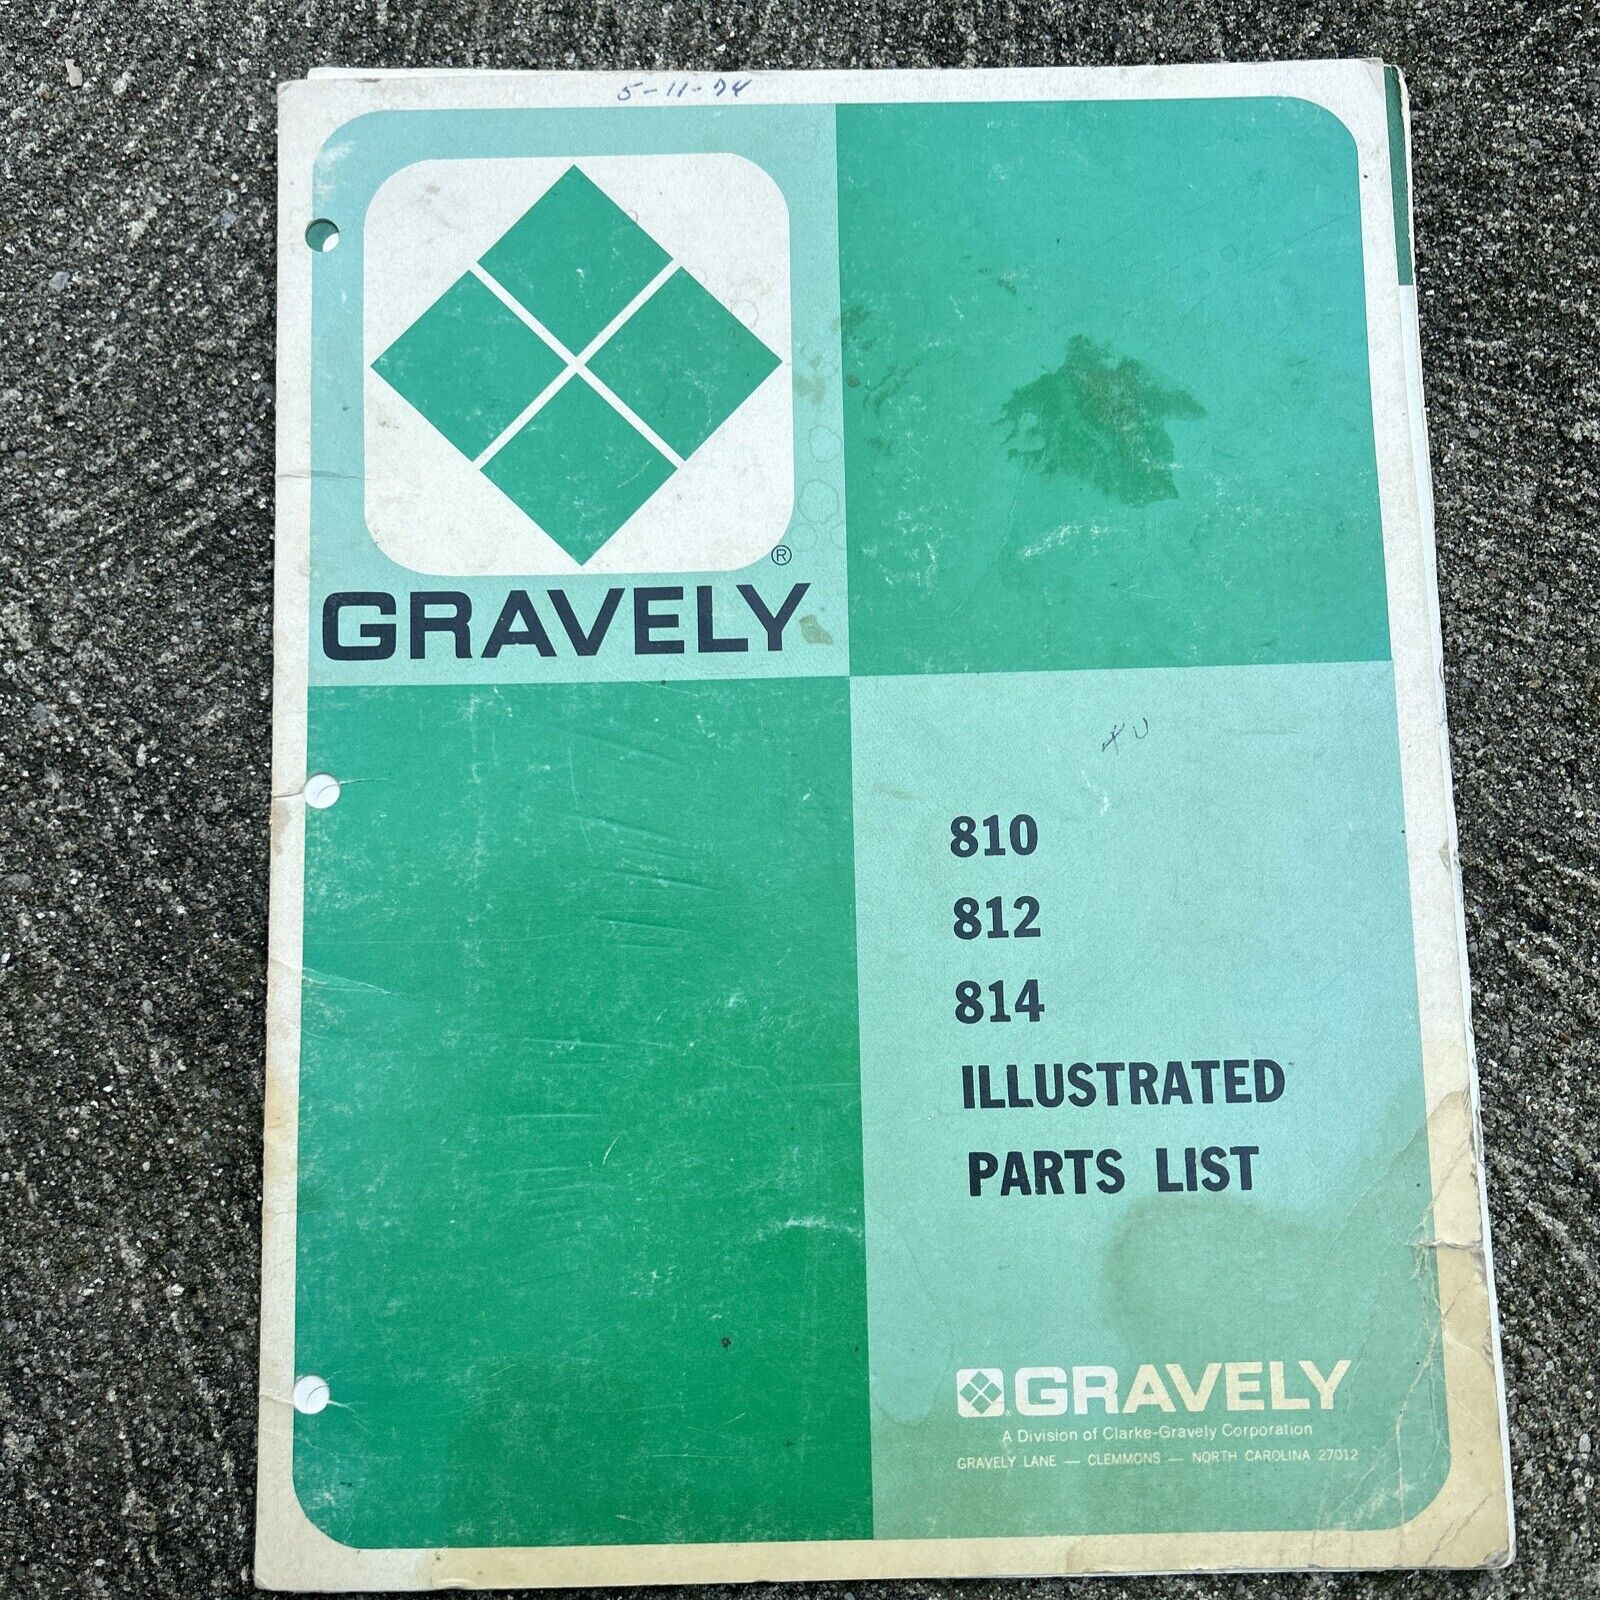 5-11-74
®
GRAVELY
810
812
814
ILLUSTRATED
PARTS LIST
GRAVELY
A Division of Clarke-Gravely Corporation
GRAVELY LANE — CLEMMONS — NORTH CAROLINA 27012